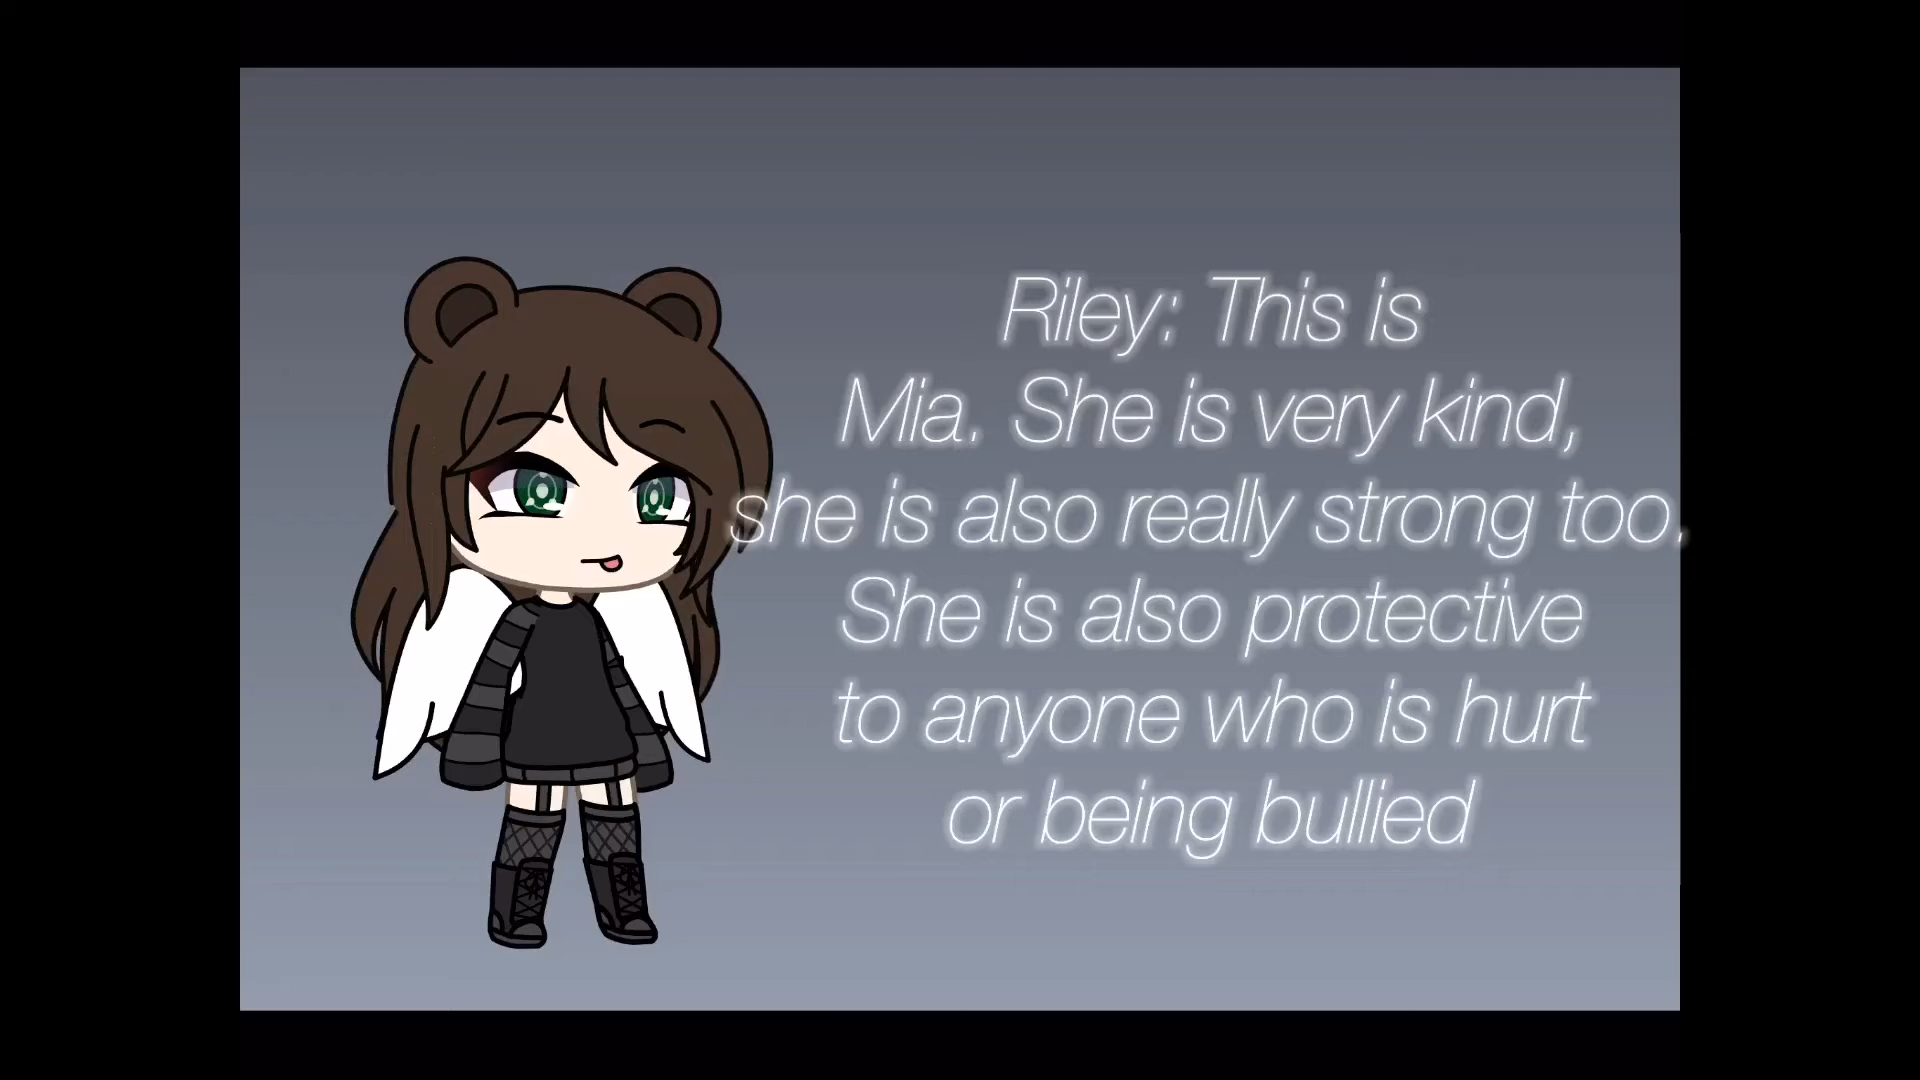 Riley: This is
Mia. She is very kind,
she is also really strong too.
She is also protective
to anyone who is hurt
or being bullied